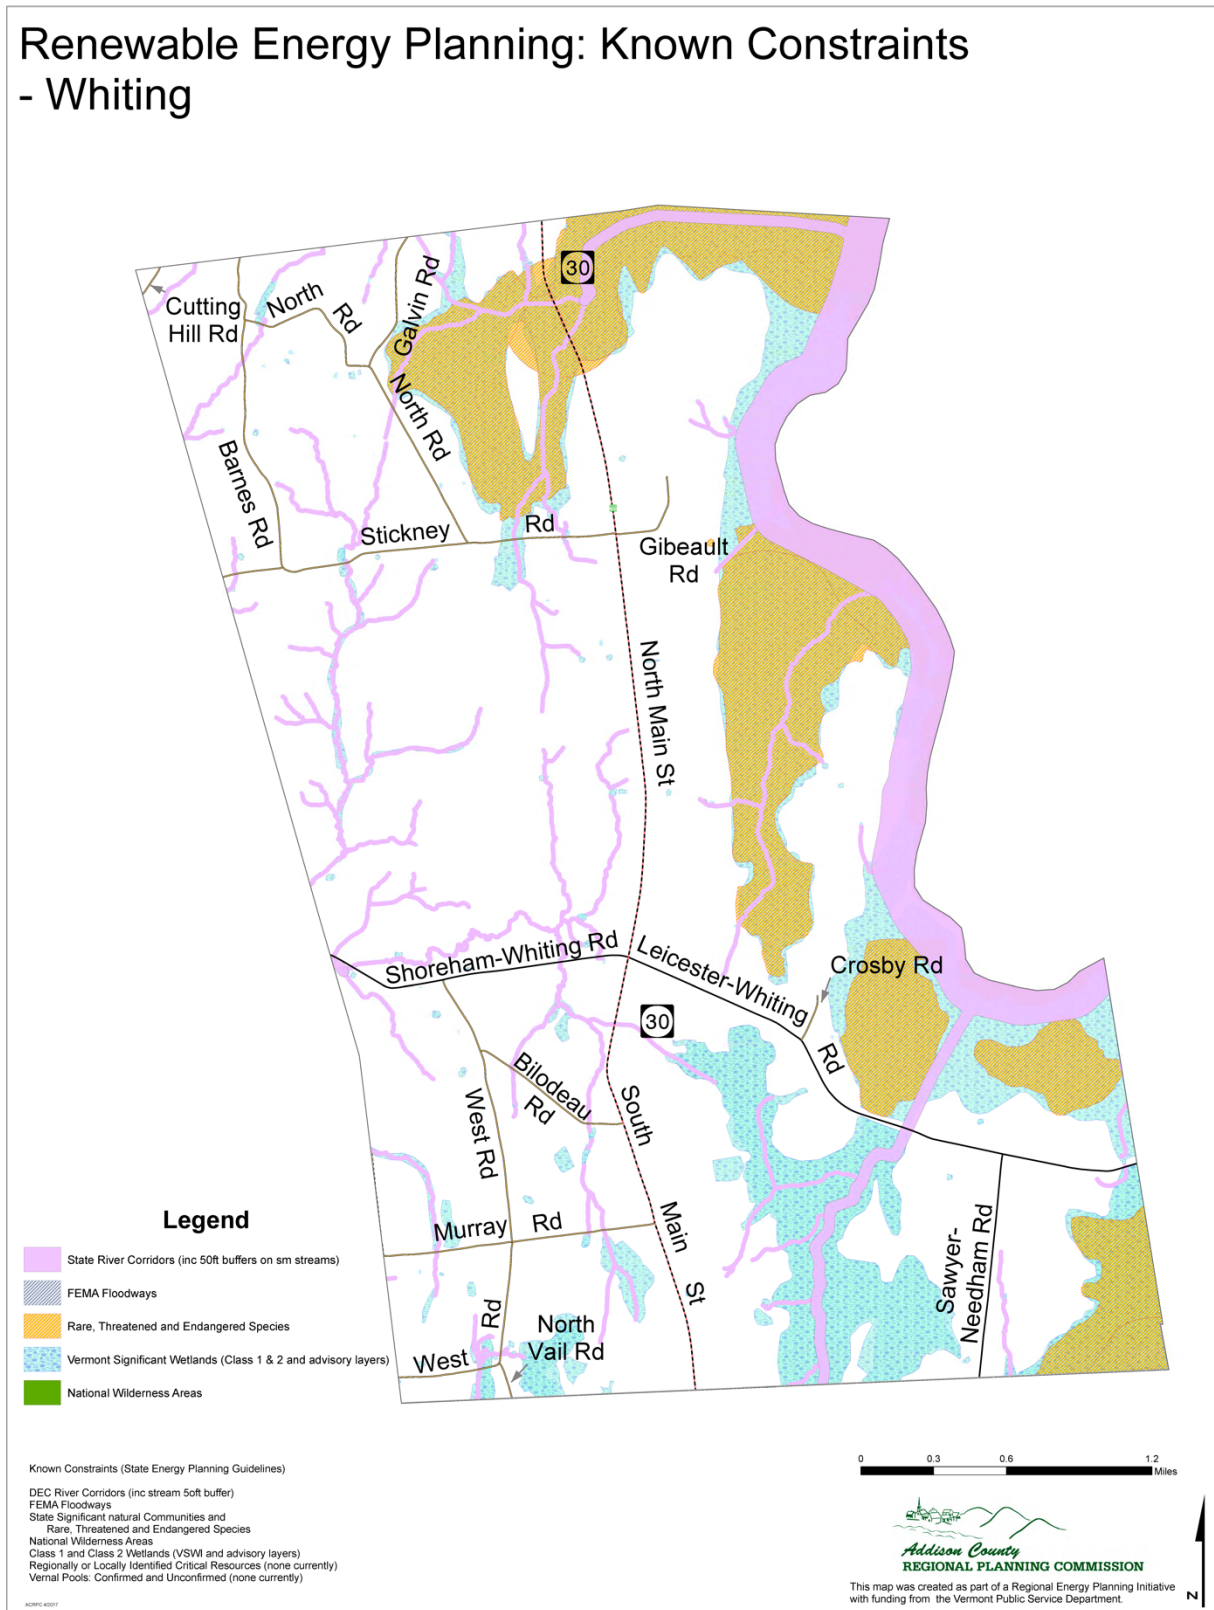 Renewable Energy Planning: Known Constraints
- Whiting
30
Cutting
Hill Rd
North
Rd
Galvin Rd
North Rd
Barnes Rd
Stickney
Rd
Gibeault
Rd
North Main St
Shoreham-Whiting Rd
Leicester-Whiting
Rd
Crosby Rd
30
Bilodeau
Rd
West Rd
South
Main
St
Murray
Rd
Sawyer-
Needham Rd
Rd
North
Vail Rd
West
Legend
State River Corridors (inc 50ft buffers on sm streams)
FEMA Floodways
Rare, Threatened and Endangered Species
Vermont Significant Wetlands (Class 1 & 2 and advisory layers)
National Wilderness Areas
Known Constraints (State Energy Planning Guidelines)
DEC River Corridors (inc stream 5oft buffer)
FEMA Floodways
State Significant natural Communities and
Rare, Threatened and Endangered Species
National Wilderness Areas
Class 1 and Class 2 Wetlands (VSWI and advisory layers)
Regionally or Locally Identified Critical Resources (none currently)
Vernal Pools: Confirmed and Unconfirmed (none currently)
ACRPC 4/2017
0 0.3 0.6 1.2
Miles
Addison County
REGIONAL PLANNING COMMISSION
This map was created as part of a Regional Energy Planning Initiative
with funding from the Vermont Public Service Department.
N